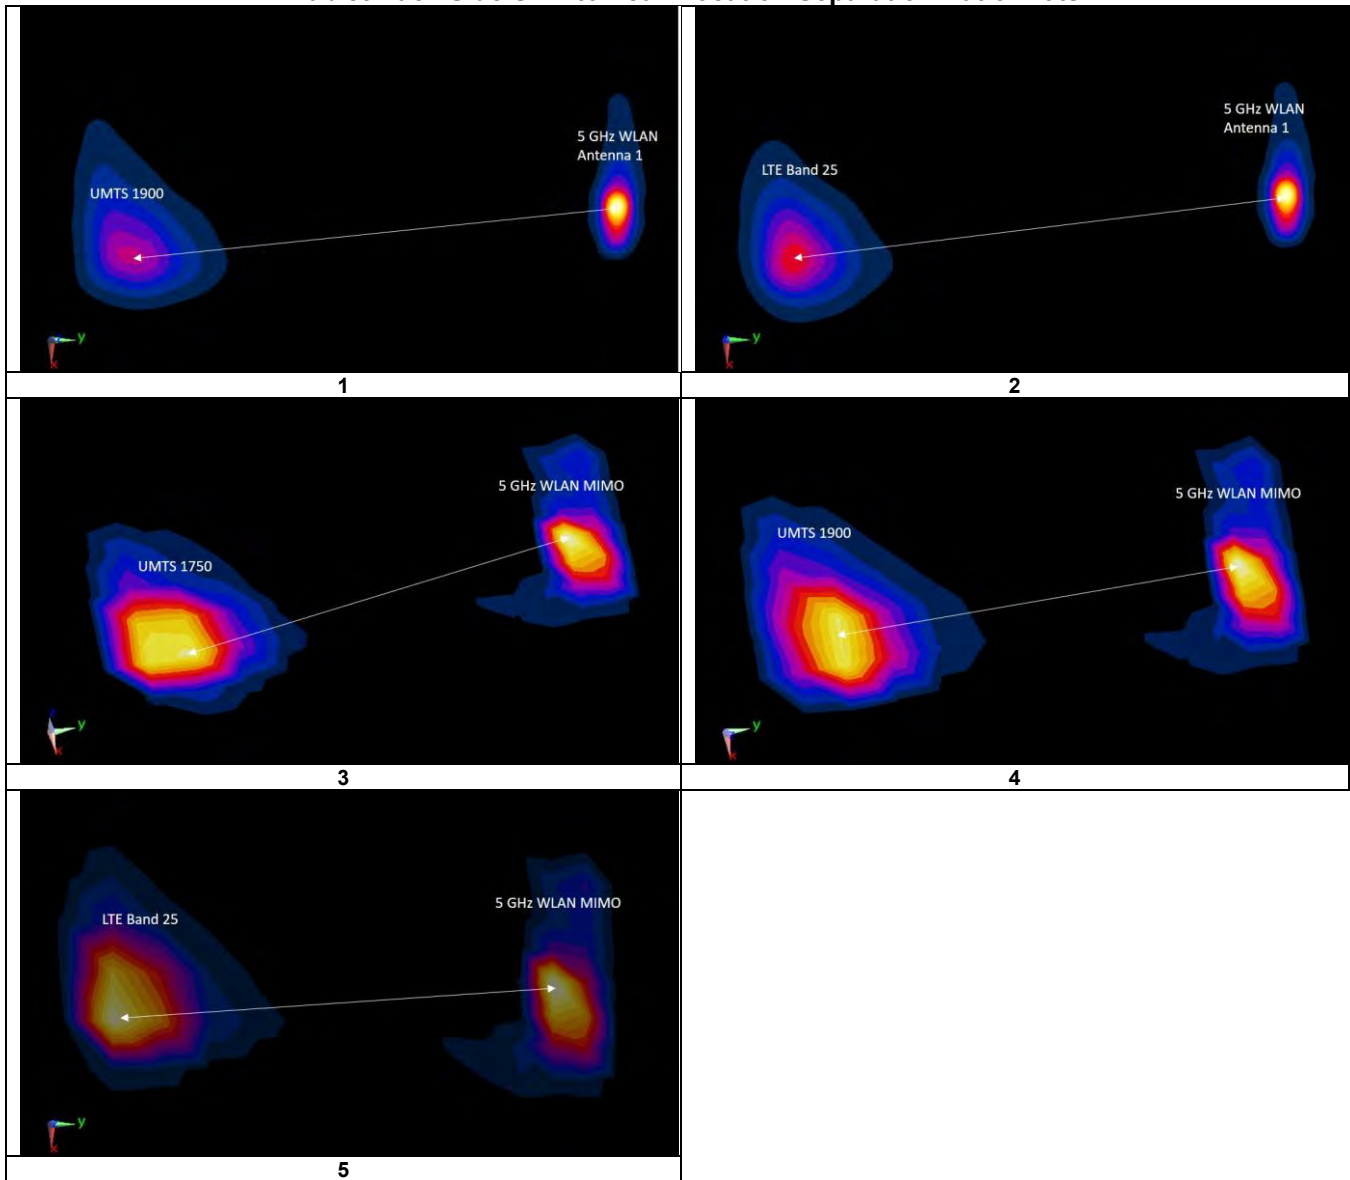 UMTS 1900
5 GHz WLAN
Antenna 1
y
x
1
LTE Band 25
5 GHz WLAN
Antenna 1
y
x
2
UMTS 1750
5 GHz WLAN MIMO
z
y
x
3
UMTS 1900
5 GHz WLAN MIMO
y
x
4
LTE Band 25
5 GHz WLAN MIMO
y
x
5